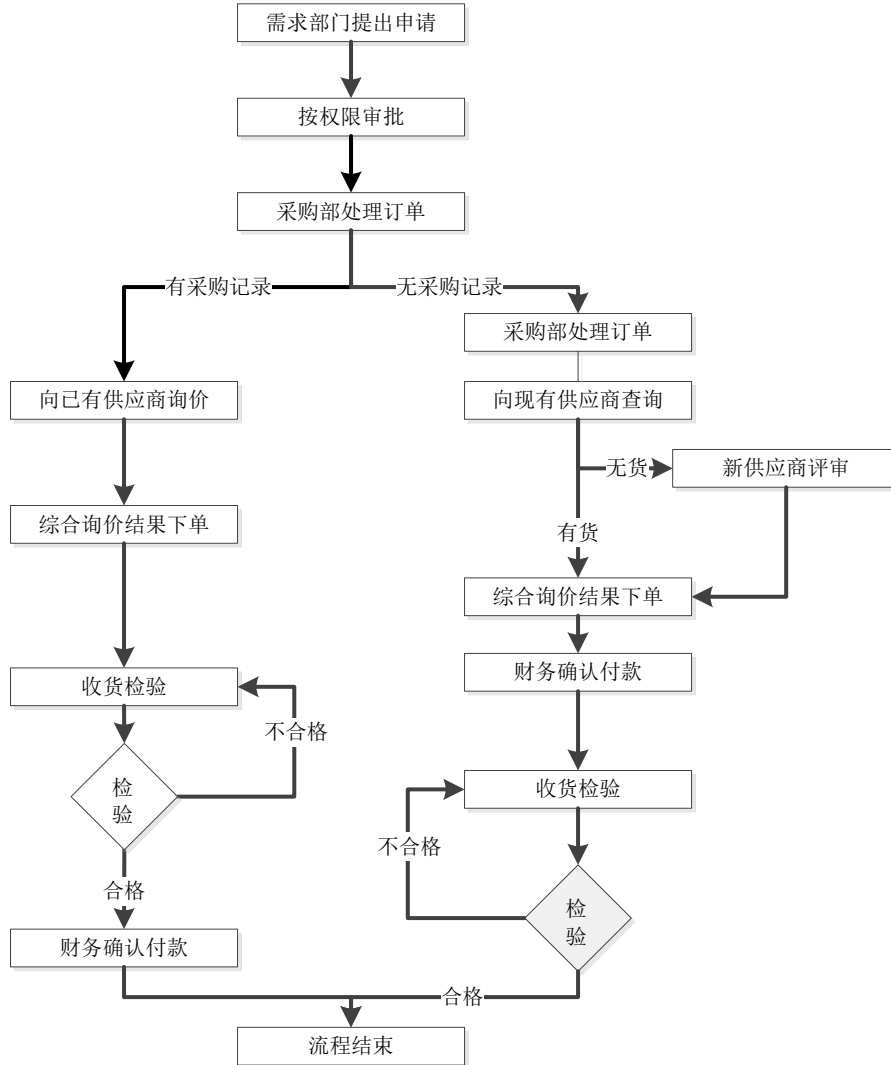 需求部门提出申请
按权限审批
采购部处理订单
有采购记录
无采购记录
采购部处理订单
向已有供应商询价
向现有供应商查询
无货
新供应商评审
综合询价结果下单
有货
综合询价结果下单
财务确认付款
收货检验
不合格
检
验
收货检验
不合格
合格
检
验
财务确认付款
合格
流程结束